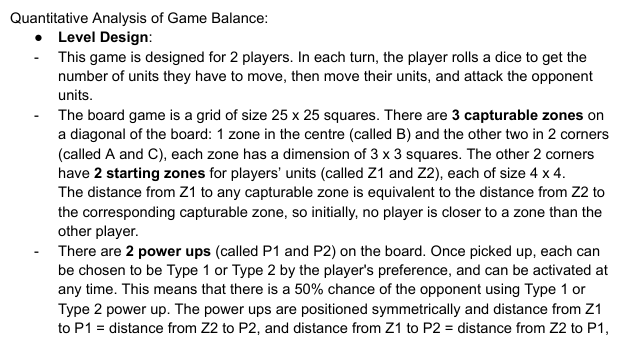 Quantitative Analysis of Game Balance:
● Level Design:
- This game is designed for 2 players. In each turn, the player rolls a dice to get the
number of units they have to move, then move their units, and attack the opponent
units.
- The board game is a grid of size 25 x 25 squares. There are 3 capturable zones on
a diagonal of the board: 1 zone in the centre (called B) and the other two in 2 corners
(called A and C), each zone has a dimension of 3 x 3 squares. The other 2 corners
have 2 starting zones for players' units (called Z1 and Z2), each of size 4 x 4.
The distance from Z1 to any capturable zone is equivalent to the distance from Z2 to
the corresponding capturable zone, so initially, no player is closer to a zone than the
other player.
- There are 2 power ups (called P1 and P2) on the board. Once picked up, each can
be chosen to be Type 1 or Type 2 by the player's preference, and can be activated at
any time. This means that there is a 50% chance of the opponent using Type 1 or
Type 2 power up. The power ups are positioned symmetrically and distance from Z1
to P1 = distance from Z2 to P2, and distance from Z1 to P2 = distance from Z2 to P1,